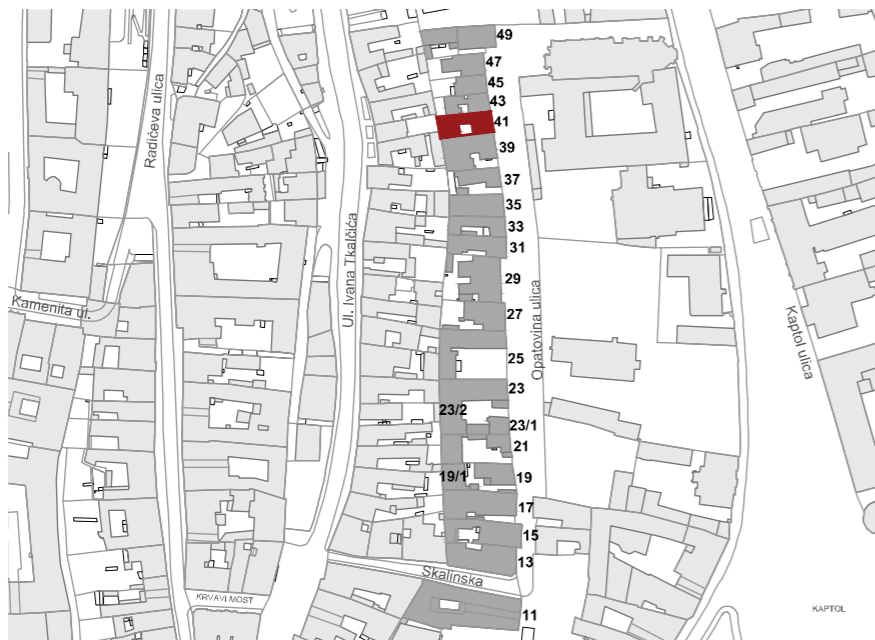 49
47
45
43
41
39
37
35
33
31
29
27
25
23
23/2
23/1
21
19/1
19
17
15
13
11
Radićeva ulica
Ul. Ivana Tkalčića
Kamenita ul.
Opatovina ulica
Kaptol ulica
Skalinska
KRVAVI MOST
KAPTOL